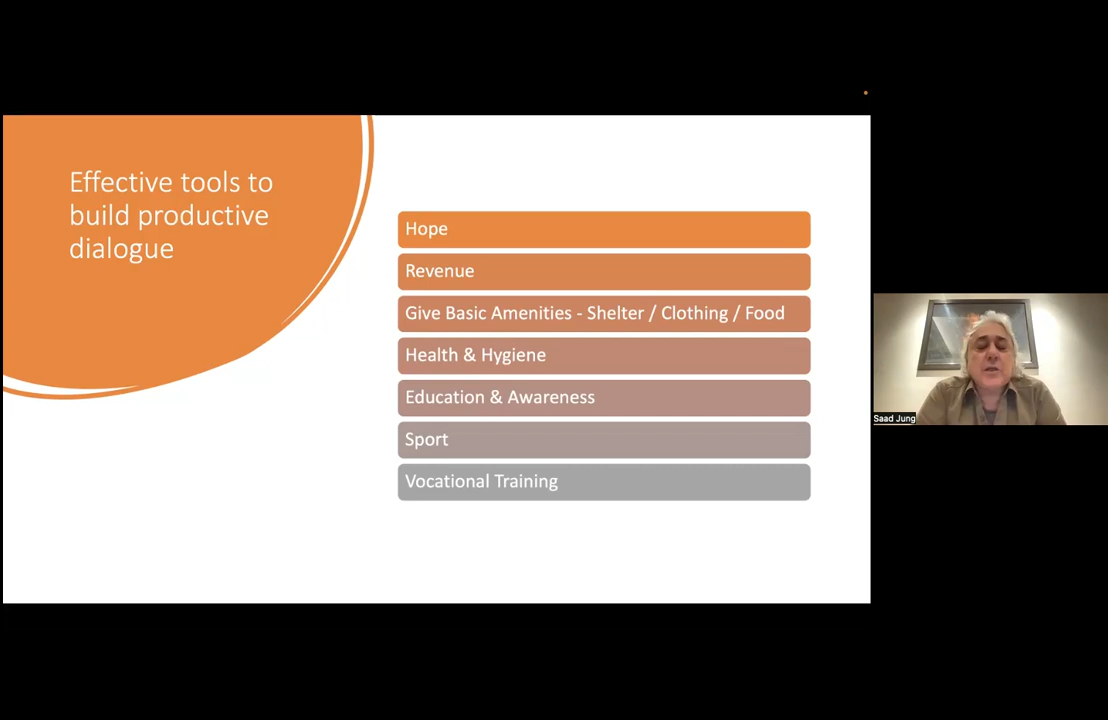 Effective tools to
build productive
dialogue
Hope
Revenue
Give Basic Amenities - Shelter / Clothing / Food
Health & Hygiene
Education & Awareness
Sport
Vocational Training
Saad Jung